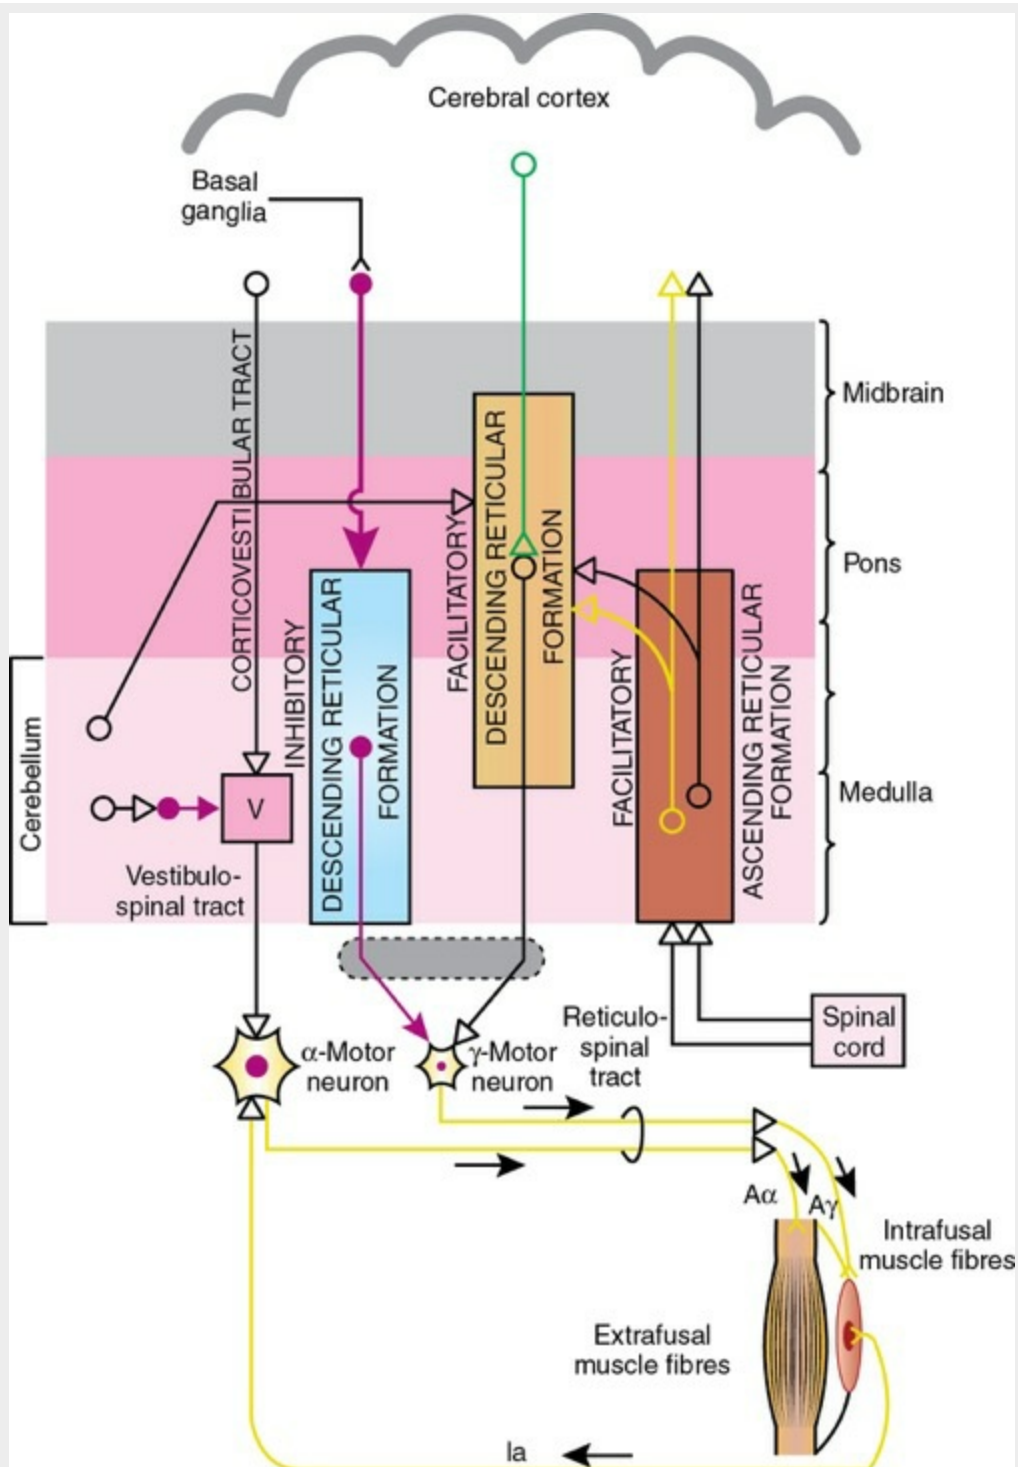 Cerebral cortex
Basal
ganglia
CORTICOVESTIBULAR TRACT
Midbrain
Pons
Medulla
Cerebellum
INHIBITORY
DESCENDING RETICULAR
FORMATION
FACILITATORY
DESCENDING RETICULAR
FORMATION
FACILITATORY
ASCENDING RETICULAR
FORMATION
V
Vestibulo-
spinal tract
α-Motor
neuron
γ-Motor
neuron
Reticulo-
spinal
tract
Spinal
cord
Aα
Aγ
Intrafusal
muscle fibres
Extrafusal
muscle fibres
Ia